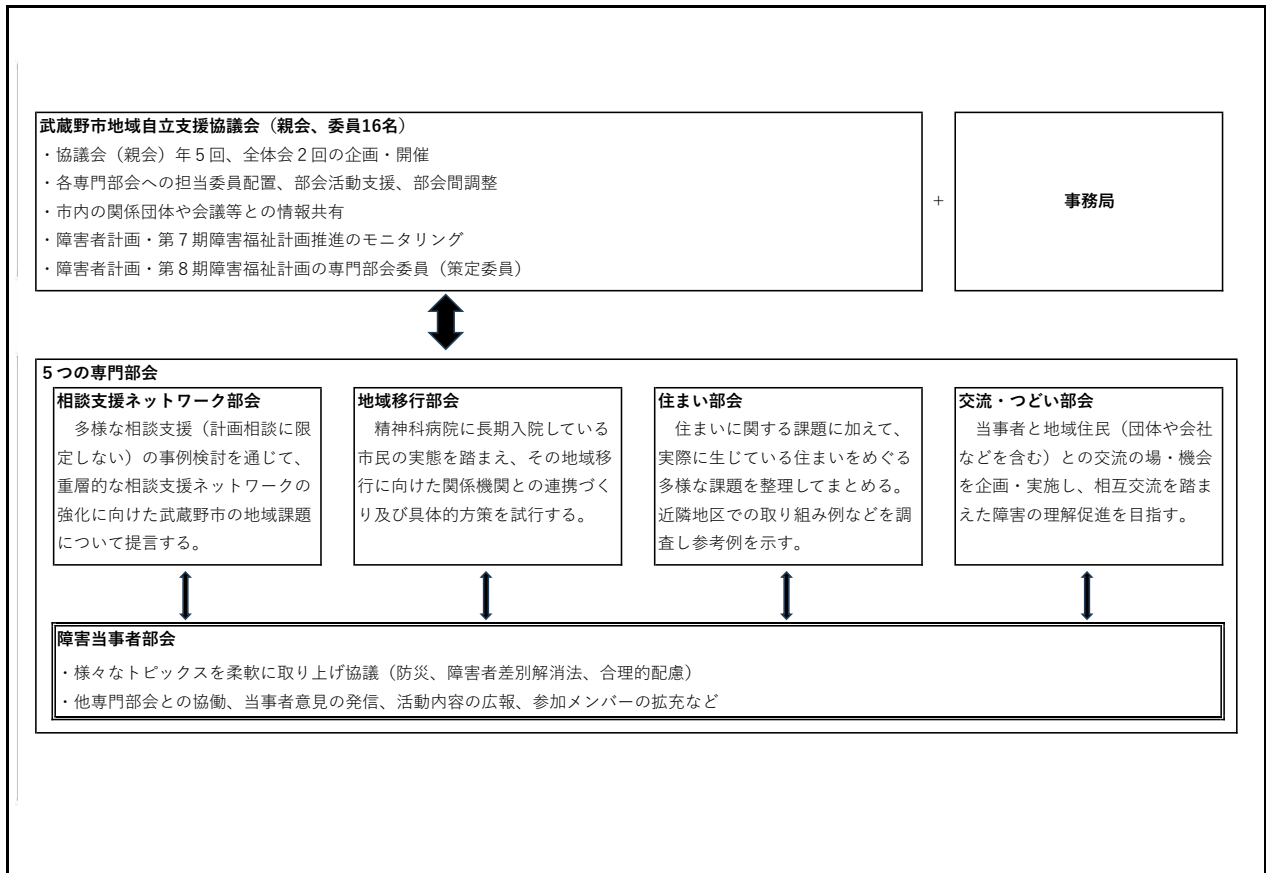 武蔵野市地域自立支援協議会（親会、委員16名）
・協議会（親会）年５回、全体会２回の企画・開催
・各専門部会への担当委員配置、部会活動支援、部会間調整
・市内の関係団体や会議等との情報共有
・障害者計画・第７期障害福祉計画推進のモニタリング
・障害者計画・第８期障害福祉計画の専門部会委員（策定委員）
+
事務局
５つの専門部会
相談支援ネットワーク部会
多様な相談支援（計画相談に限
定しない）の事例検討を通じて、
重層的な相談支援ネットワークの
強化に向けた武蔵野市の地域課題
について提言する。
地域移行部会
精神科病院に長期入院している
市民の実態を踏まえ、その地域移
行に向けた関係機関との連携づく
り及び具体的方策を試行する。
住まい部会
住まいに関する課題に加えて、
実際に生じている住まいをめぐる
多様な課題を整理してまとめる。
近隣地区での取り組み例などを調
査し参考例を示す。
交流・つどい部会
当事者と地域住民（団体や会社
などを含む）との交流の場・機会
を企画・実施し、相互交流を踏ま
えた障害の理解促進を目指す。
障害当事者部会
・様々なトピックスを柔軟に取り上げ協議（防災、障害者差別解消法、合理的配慮）
・他専門部会との協働、当事者意見の発信、活動内容の広報、参加メンバーの拡充など